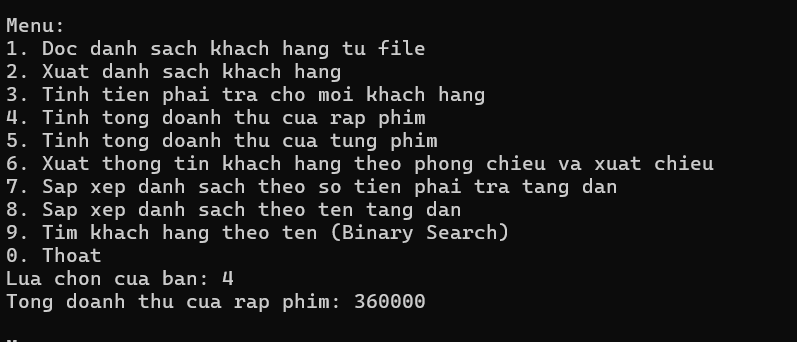 Menu:
1. Doc danh sach khach hang tu file
2. Xuat danh sach khach hang
3. Tinh tien phai tra cho moi khach hang
4. Tinh tong doanh thu cua rap phim
5. Tinh tong doanh thu cua tung phim
6. Xuat thong tin khach hang theo phong chieu va xuat chieu
7. Sap xep danh sach theo so tien phai tra tang dan
8. Sap xep danh sach theo ten tang dan
9. Tim khach hang theo ten (Binary Search)
0. Thoat
Lua chon cua ban: 4
Tong doanh thu cua rap phim: 360000